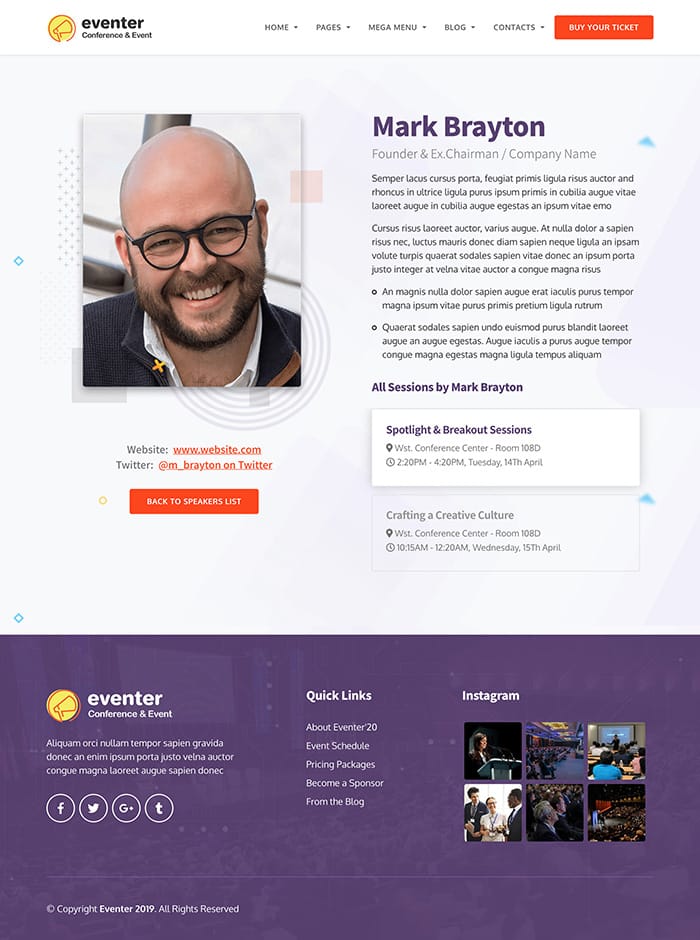 eventer
Conference & Event
HOME
PAGES
MEGA MENU
BLOG
CONTACTS
BUY YOUR TICKET
Mark Brayton
Founder & Ex.Chairman / Company Name
Semper lacus cursus porta, feugiat primis ligula risus auctor and
rhoncus in ultrice ligula purus ipsum primis in cubilia augue vitae
laoreet augue in cubilia augue egestas an ipsum vitae emo
Cursus risus laoreet auctor, varius augue. At nulla dolor a sapien
risus nec, luctus mauris donec diam sapien neque ligula an ipsam
volute turpis quaerat sodales sapien vitae donec an ipsum porta
justo integer at velna vitae auctor a congue magna risus
An magnis nulla dolor sapien augue erat iaculis purus tempor
magna ipsum vitae purus primis pretium ligula rutrum
Quaerat sodales sapien undo euismod purus blandit laoreet
augue an augue egestas. Augue iaculis a purus augue tempor
congue magna egestas magna ligula tempus aliquam
All Sessions by Mark Brayton
Spotlight & Breakout Sessions
Wst. Conference Center - Room 108D
2:20PM - 4:20PM, Tuesday, 14Th April
Crafting a Creative Culture
Wst. Conference Center - Room 108D
10:15AM - 12:20AM, Wednesday, 15Th April
Website: www.website.com
Twitter: @m_brayton on Twitter
BACK TO SPEAKERS LIST
eventer
Conference & Event
Aliquam orci nullam tempor sapien gravida
donec an enim ipsum porta justo velna auctor
congue magna laoreet augue sapien donec
Quick Links
About Eventer'20
Event Schedule
Pricing Packages
Become a Sponsor
From the Blog
Instagram
© Copyright Eventer 2019. All Rights Reserved